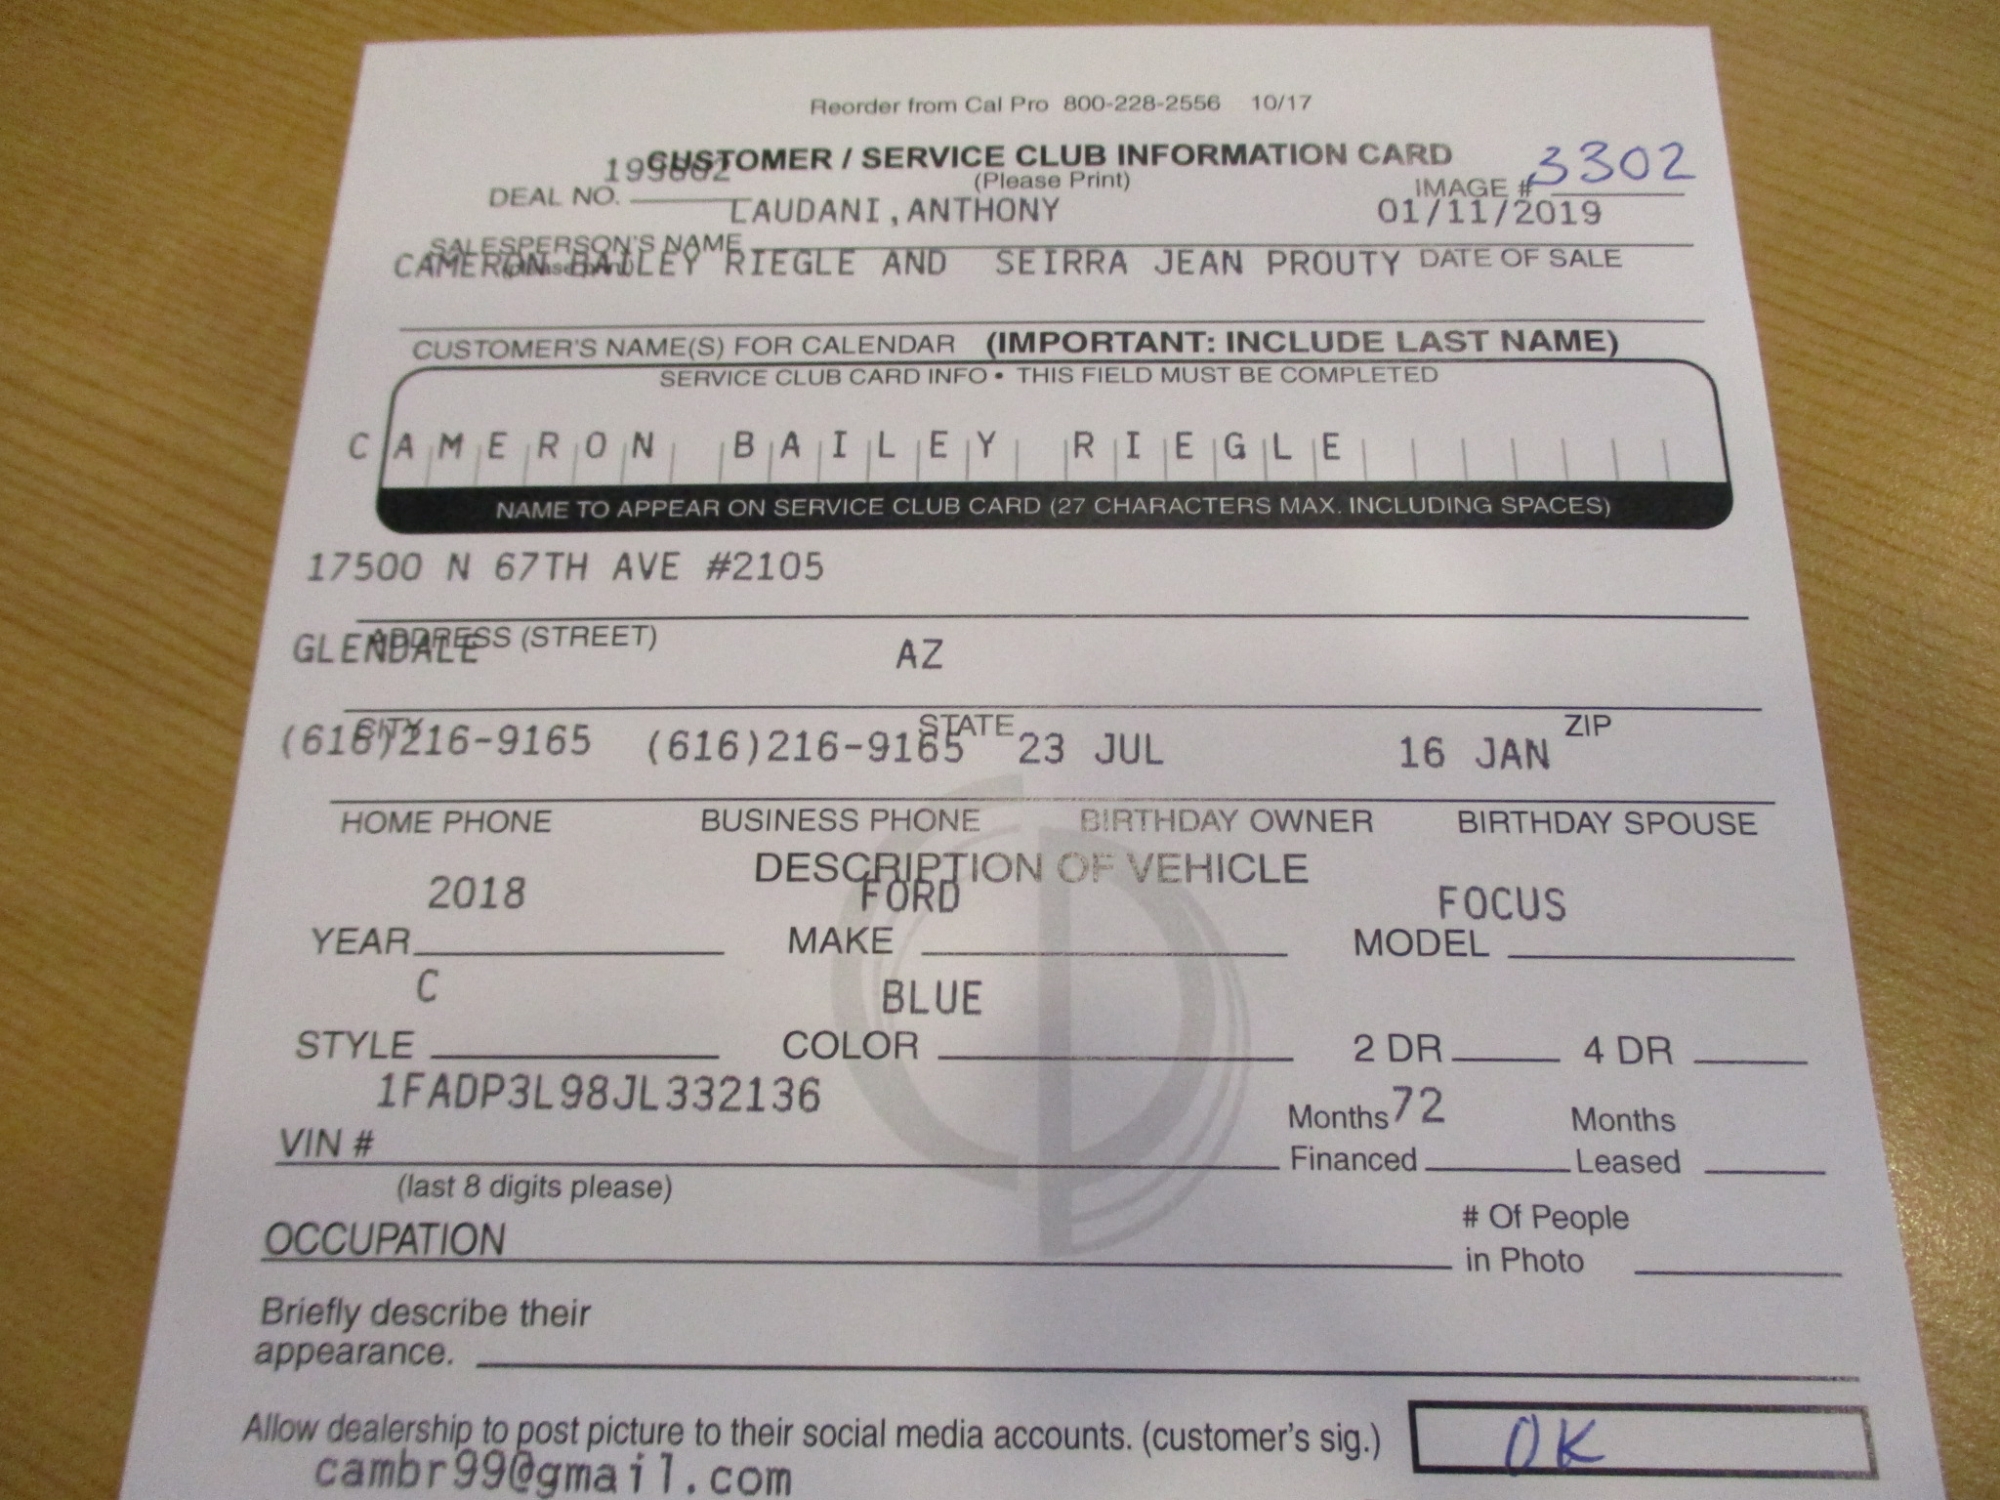 Reorder from Cal Pro 800-228-2556 10/17
CUSTOMER / SERVICE CLUB INFORMATION CARD
(Please Print)
DEAL NO. IMAGE # 3302
LAUDANI,ANTHONY 01/11/2019
SALESPERSON'S NAME
(please print)
CAMERON BAILEY RIEGLE AND SEIRRA JEAN PROUTY DATE OF SALE
CUSTOMER'S NAME(S) FOR CALENDAR (IMPORTANT: INCLUDE LAST NAME)
SERVICE CLUB CARD INFO • THIS FIELD MUST BE COMPLETED
CAMERON BAILEY RIEGLE
NAME TO APPEAR ON SERVICE CLUB CARD (27 CHARACTERS MAX. INCLUDING SPACES)
17500 N 67TH AVE #2105
ADDRESS (STREET)
GLENDALE AZ
CITY STATE ZIP
(616)216-9165 (616)216-9165 23 JUL 16 JAN
HOME PHONE BUSINESS PHONE BIRTHDAY OWNER BIRTHDAY SPOUSE
DESCRIPTION OF VEHICLE
2018 FORD FOCUS
YEAR MAKE MODEL
C BLUE
STYLE COLOR 2 DR 4 DR
1FADP3L98JL332136 Months 72 Months
VIN # Financed Leased
(last 8 digits please)
OCCUPATION # Of People
in Photo
Briefly describe their
appearance.
Allow dealership to post picture to their social media accounts. (customer's sig.) OK
cambr99@gmail.com